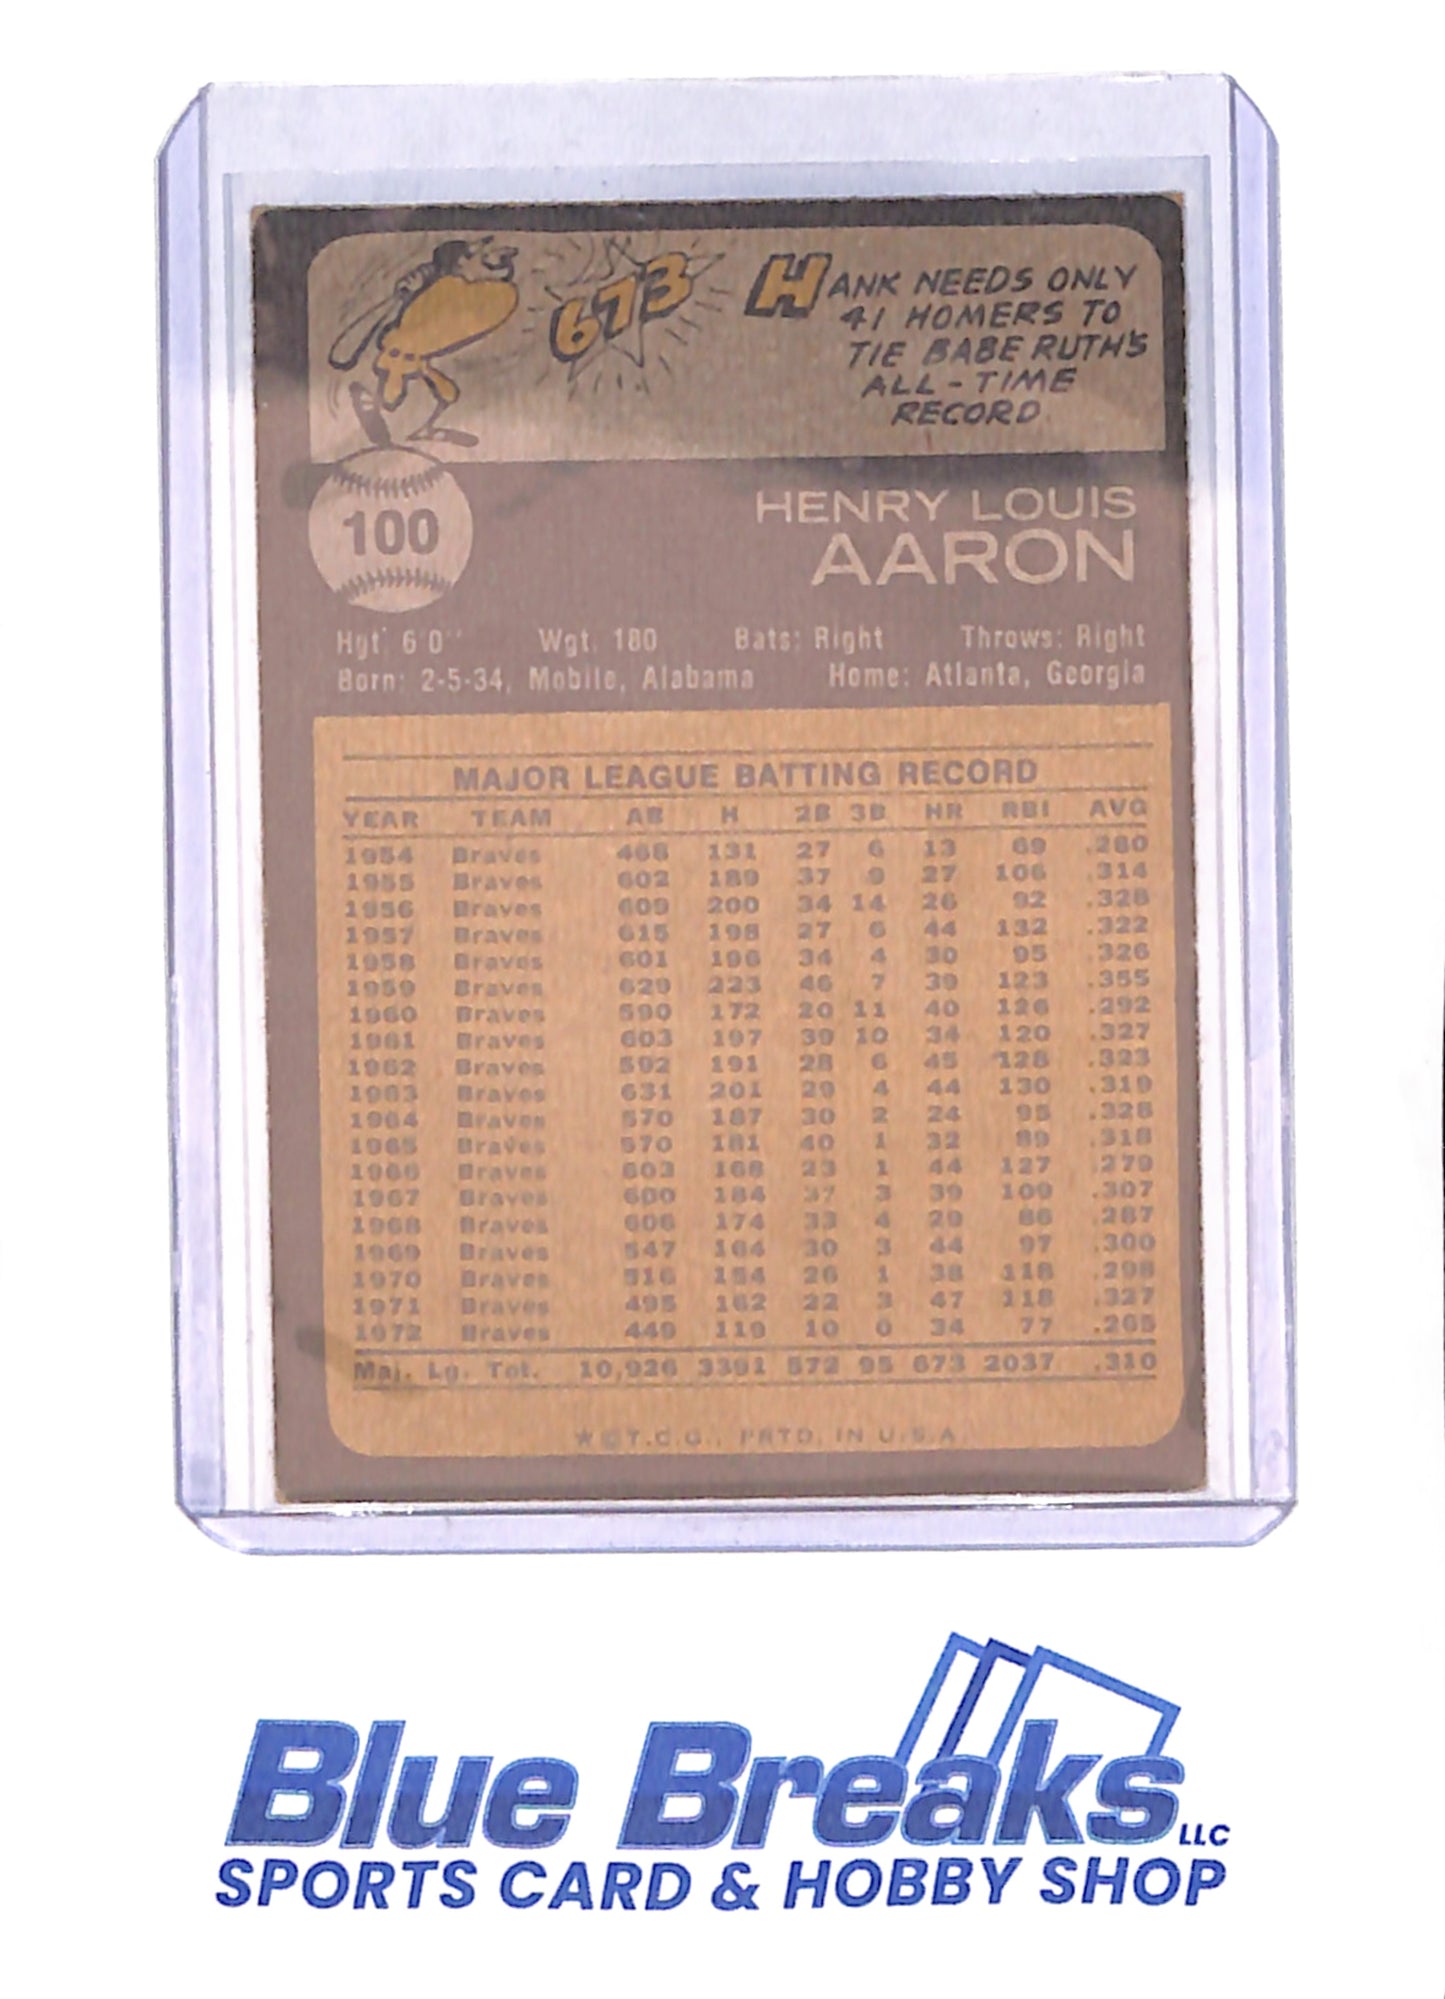 673
HANK NEEDS ONLY
41 HOMERS TO
TIE BABE RUTH'S
ALL-TIME
RECORD
100
HENRY LOUIS
AARON
Hgt: 6'0" Wgt. 180 Bats: Right Throws: Right
Born: 2-5-34, Mobile, Alabama Home: Atlanta, Georgia
MAJOR LEAGUE BATTING RECORD
YEAR TEAM AB H 2B 3B HR RBI AVG
1954 Braves 468 131 27 6 13 69 .280
1955 Braves 602 189 37 9 27 106 .314
1956 Braves 609 200 34 14 26 92 .328
1957 Braves 615 198 27 6 44 132 .322
1958 Braves 601 196 34 4 30 95 .326
1959 Braves 629 223 46 7 39 123 .355
1960 Braves 590 172 20 11 40 126 .292
1961 Braves 603 197 39 10 34 120 .327
1962 Braves 592 191 28 6 45 128 .323
1963 Braves 631 201 29 4 44 130 .319
1964 Braves 570 187 30 2 24 95 .328
1965 Braves 570 181 40 1 32 89 .318
1966 Braves 603 168 23 1 44 127 .279
1967 Braves 600 184 37 3 39 109 .307
1968 Braves 606 174 33 4 29 86 .287
1969 Braves 547 164 30 3 44 97 .300
1970 Braves 516 154 26 1 38 118 .298
1971 Braves 495 162 22 3 47 118 .327
1972 Braves 449 119 10 0 34 77 .265
Maj. Lg. Tot. 10,926 3391 572 95 673 2037 .310
★©T.C.G., PRTD. IN U.S.A.
Blue Breaks LLC
SPORTS CARD & HOBBY SHOP